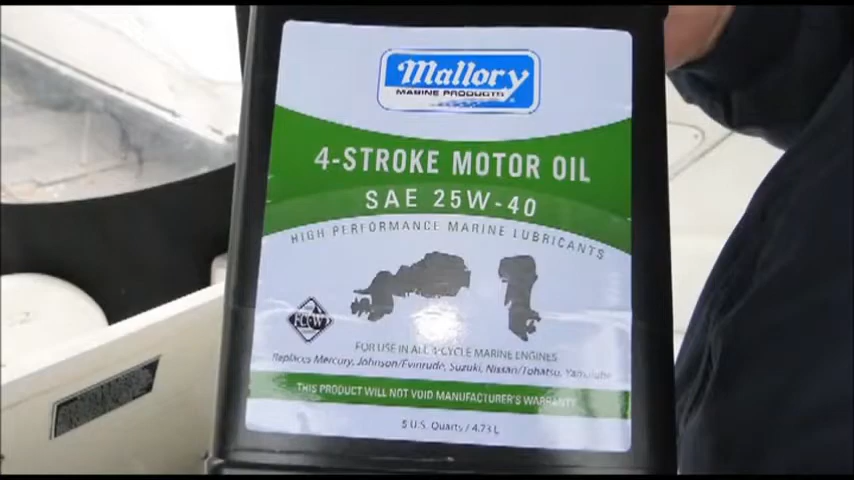 Mallory
MARINE PRODUCTS
4-STROKE MOTOR OIL
SAE 25W-40
HIGH PERFORMANCE MARINE LUBRICANTS
FC-W
FOR USE IN ALL 4-CYCLE MARINE ENGINES
Replaces Mercury, Johnson/Evinrude, Suzuki, Nissan/Tohatsu, Yamalube
THIS PRODUCT WILL NOT VOID MANUFACTURER'S WARRANTY
5 U.S. Quarts / 4.73 L